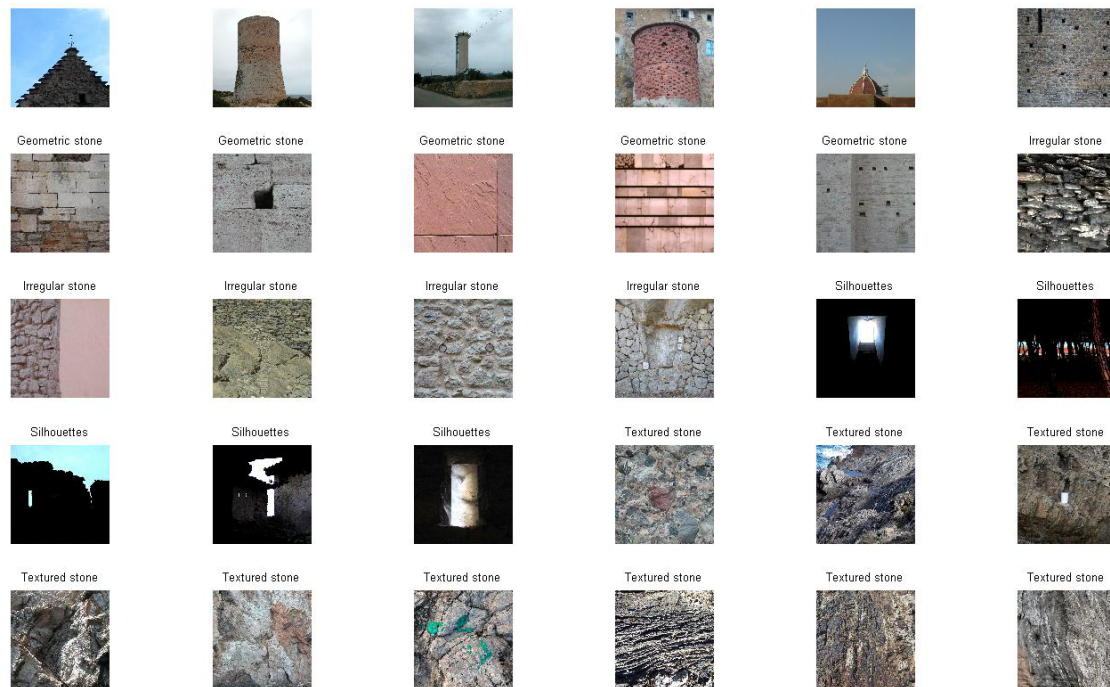 Geometric stone Geometric stone Geometric stone Geometric stone Geometric stone Irregular stone
Irregular stone Irregular stone Irregular stone Irregular stone Silhouettes Silhouettes
Silhouettes Silhouettes Silhouettes Textured stone Textured stone Textured stone
Textured stone Textured stone Textured stone Textured stone Textured stone Textured stone